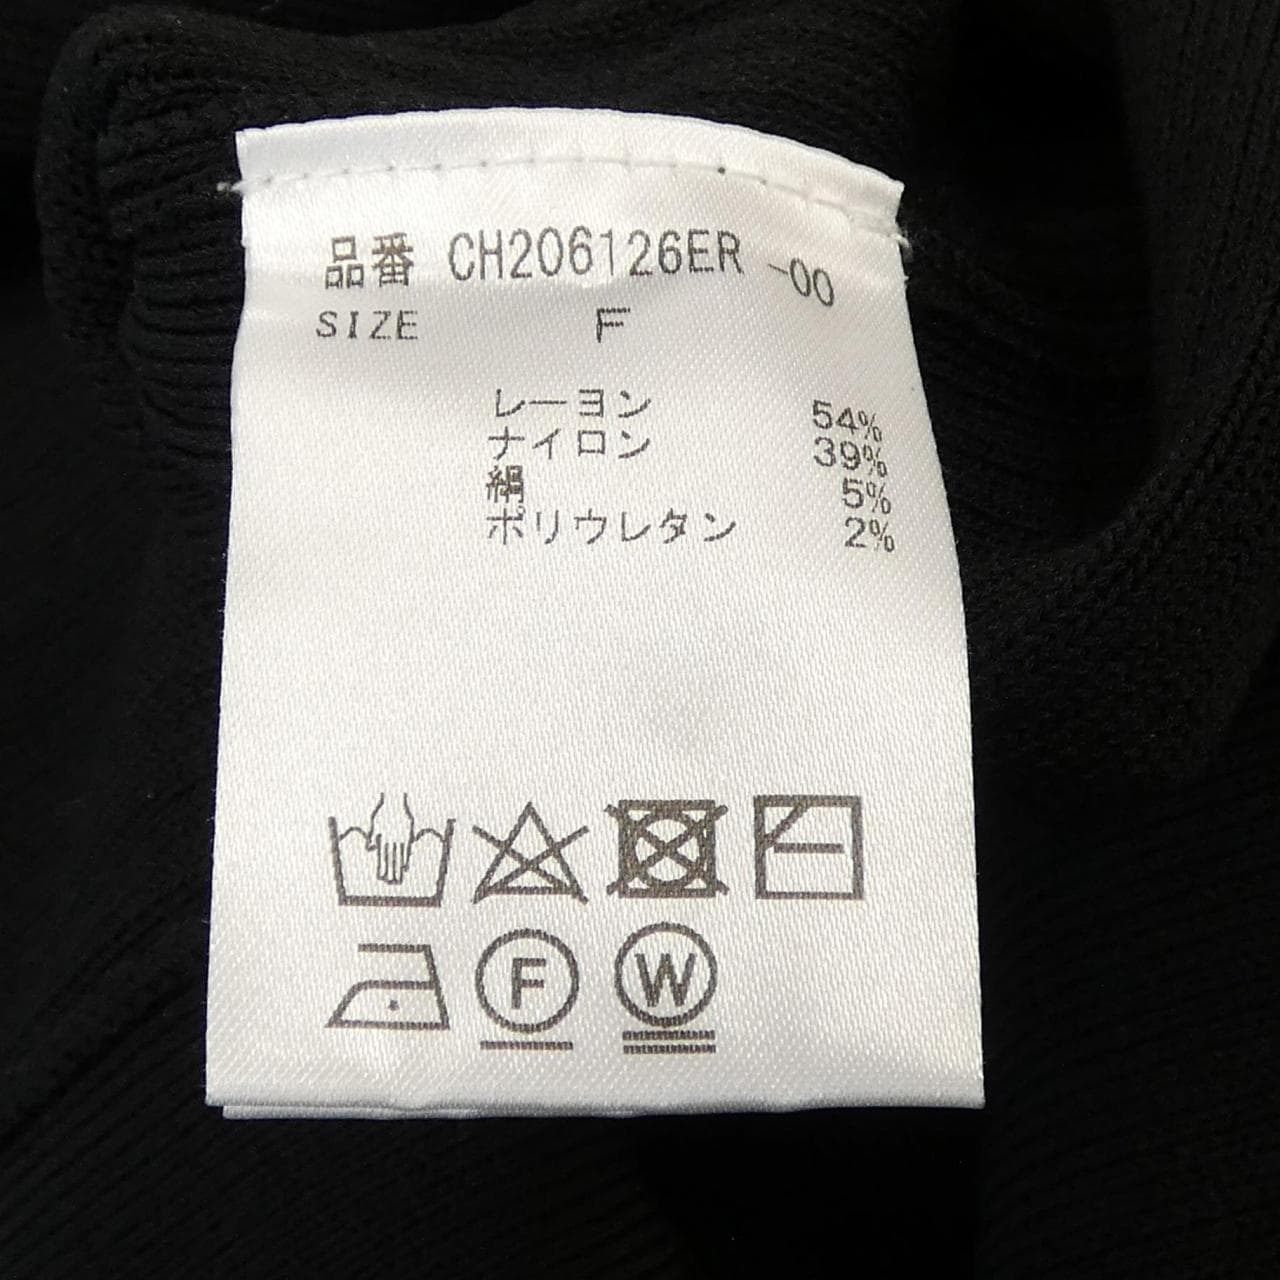 品番 CH206126ER -00
SIZE F
レーヨン 54%
ナイロン 39%
絹 5%
ポリウレタン 2%
F
W